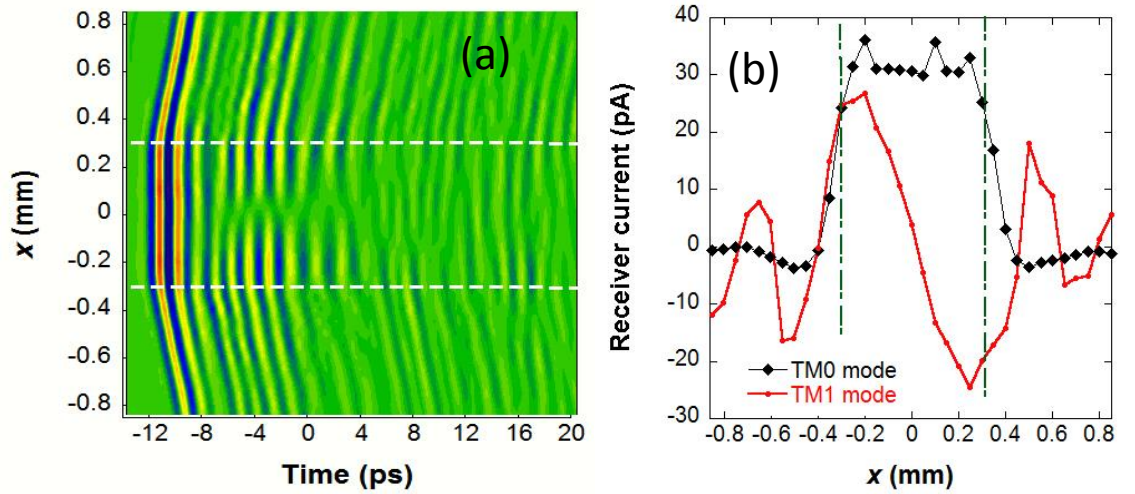 (a)
x (mm)
0.8
0.6
0.4
0.2
0
-0.2
-0.4
-0.6
-0.8
-12 -8 -4 0 4 8 12 16 20
Time (ps)
(b)
Receiver current (pA)
40
30
20
10
0
-10
-20
-30
TM0 mode
TM1 mode
-0.8 -0.6 -0.4 -0.2 0 0.2 0.4 0.6 0.8
x (mm)